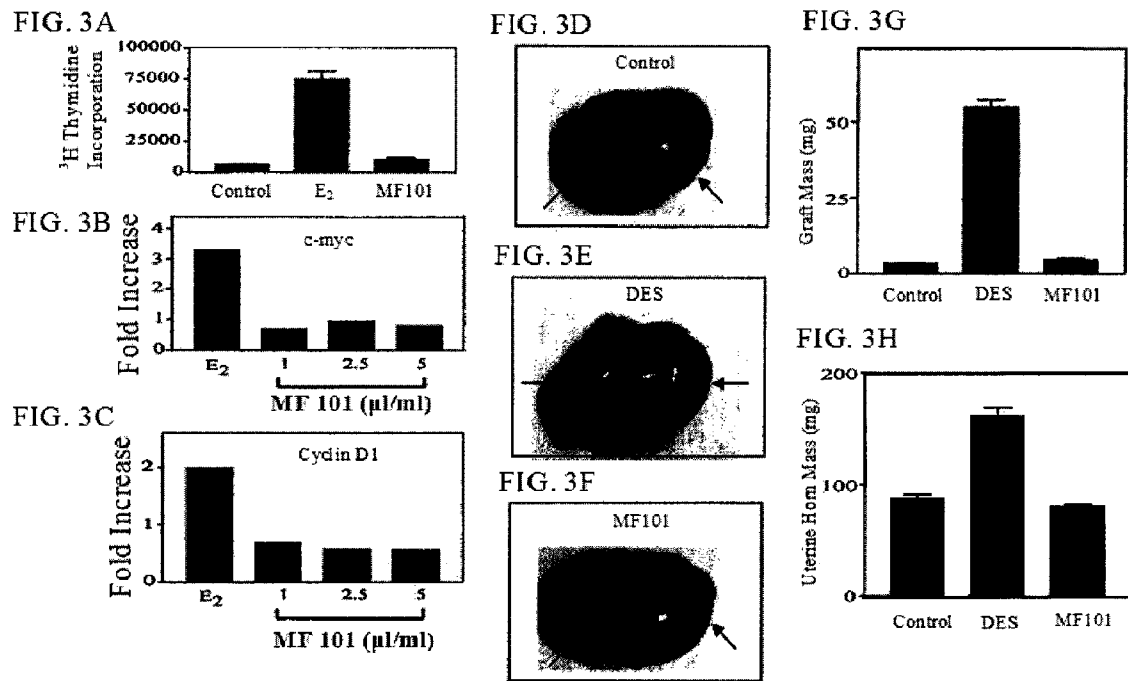 FIG. 3A
³H Thymidine
Incorporation
100000
75000
50000
25000
0
Control E₂ MF101
FIG. 3B
Fold Increase
c-myc
4
3
2
1
0
E₂ 1 2.5 5
MF 101 (µl/ml)
FIG. 3C
Fold Increase
Cyclin D1
2
1
0
E₂ 1 2.5 5
MF 101 (µl/ml)
FIG. 3D
Control
FIG. 3E
DES
FIG. 3F
MF101
FIG. 3G
Graft Mass (mg)
50
25
0
Control DES MF101
FIG. 3H
Uterine Horn Mass (mg)
200
100
0
Control DES MF101